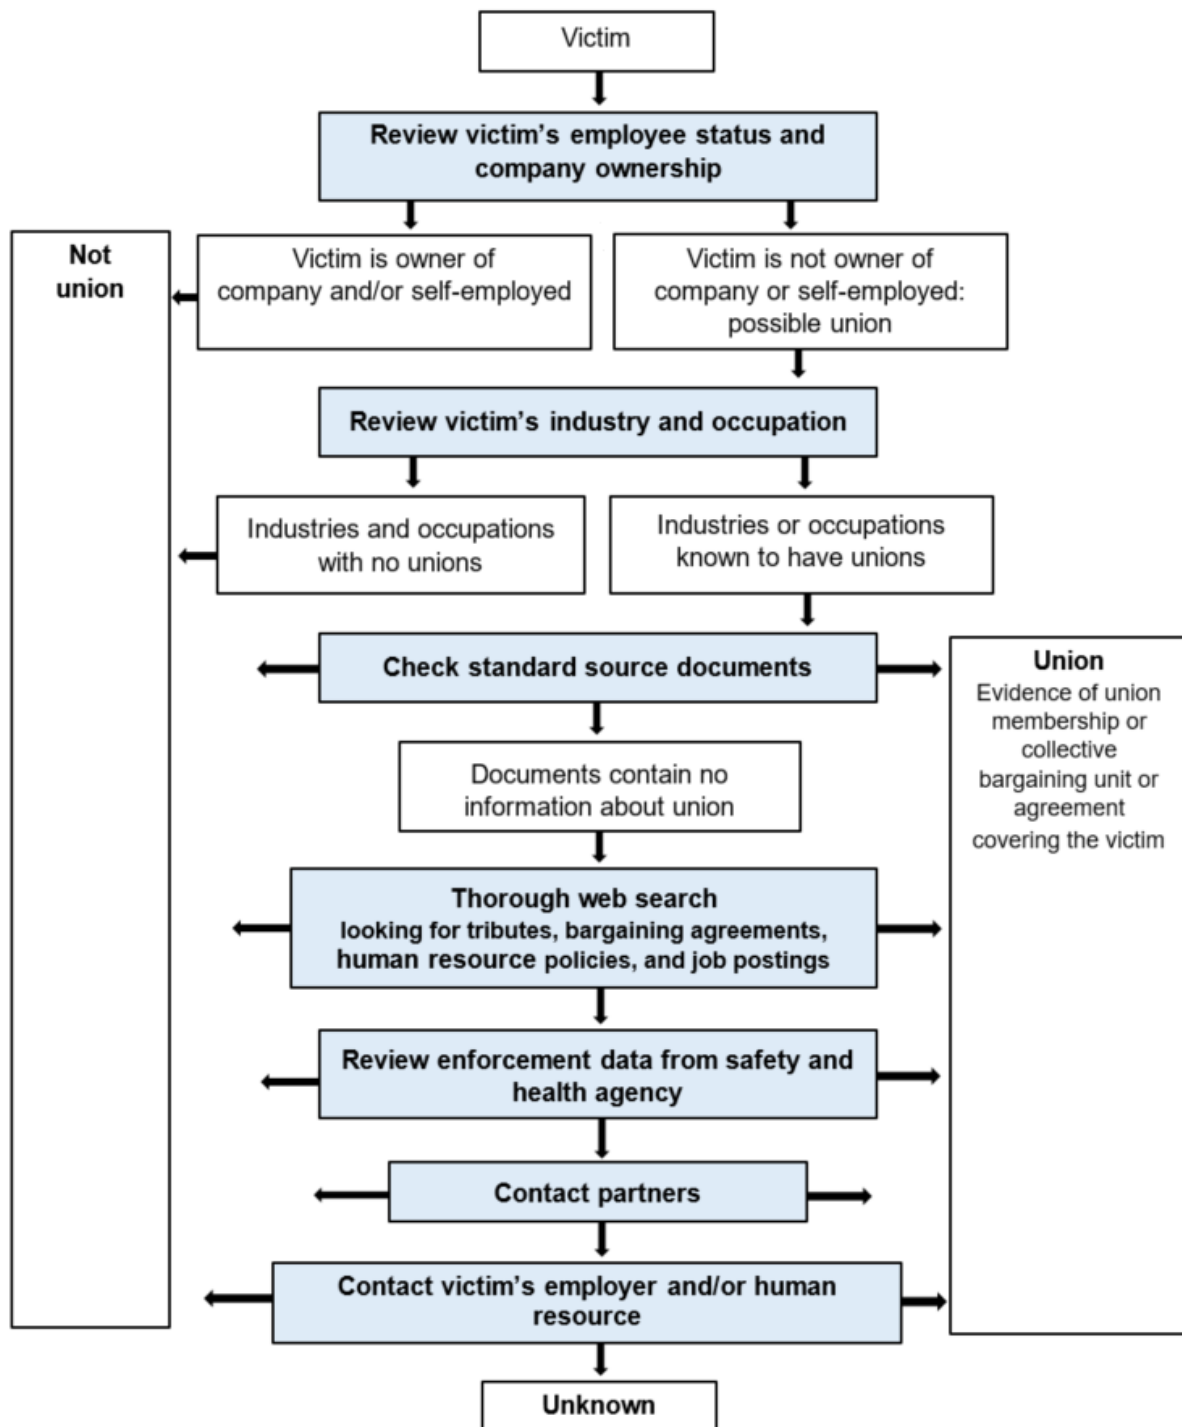 Victim
Review victim's employee status and
company ownership
Not
union
Victim is owner of
company and/or self-employed
Victim is not owner of
company or self-employed:
possible union
Review victim's industry and occupation
Industries and occupations
with no unions
Industries or occupations
known to have unions
Check standard source documents
Union
Evidence of union
membership or
collective
bargaining unit or
agreement
covering the victim
Documents contain no
information about union
Thorough web search
looking for tributes, bargaining agreements,
human resource policies, and job postings
Review enforcement data from safety and
health agency
Contact partners
Contact victim's employer and/or human
resource
Unknown